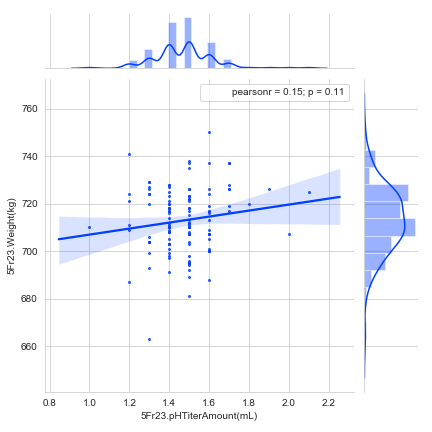 pearsonr = 0.15; p = 0.11
760
740
720
700
680
660
5Fr23.Weight(kg)
0.8 1.0 1.2 1.4 1.6 1.8 2.0 2.2
5Fr23.pHTiterAmount(mL)